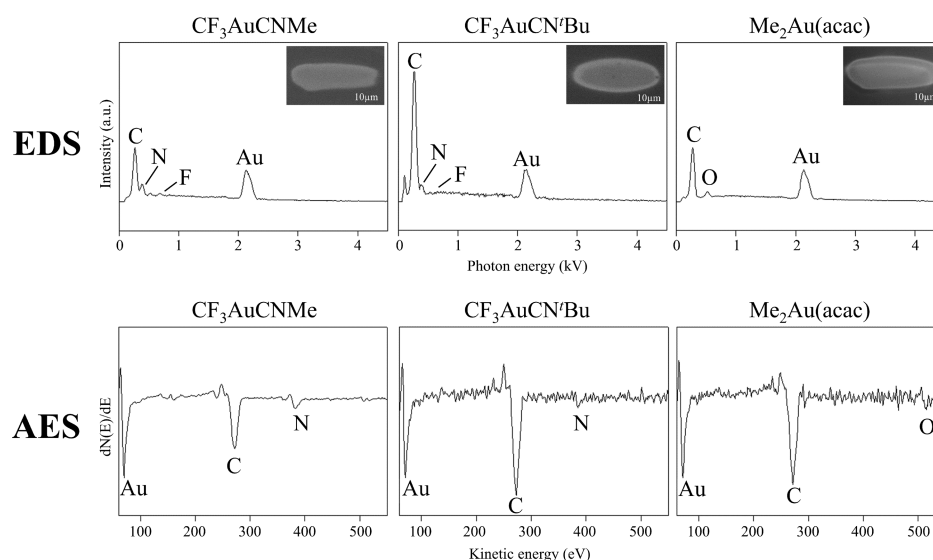 CF₃AuCNMe CF₃AuCNᵗBu Me₂Au(acac)
EDS
Intensity (a.u.)
C N F Au 10µm
C N F Au 10µm
C O Au 10µm
0 1 2 3 4 0 1 2 3 4 0 1 2 3 4
Photon energy (kV)
CF₃AuCNMe CF₃AuCNᵗBu Me₂Au(acac)
AES
dN(E)/dE
Au C N
Au C N
Au C O
100 200 300 400 500 100 200 300 400 500 100 200 300 400 500
Kinetic energy (eV)